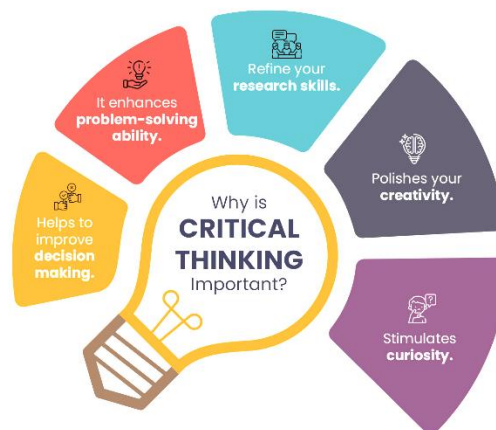 Why is
CRITICAL
THINKING
Important?
Helps to
improve
decision
making.
It enhances
problem-solving
ability.
Refine your
research skills.
Polishes your
creativity.
Stimulates
curiosity.